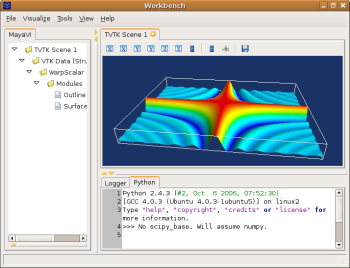 Workbench
File Visualize Tools View Help
MayaVi
TVTK Scene 1
VTK Data (Stru
WarpScalar
Modules
Outline
Surface
TVTK Scene 1
X X Y Y Z Z
Logger Python
1 Python 2.4.3 (#2, Oct 6 2006, 07:52:30)
2 [GCC 4.0.3 (Ubuntu 4.0.3-1ubuntu5)] on linux2
3 Type "help", "copyright", "credits" or "license" for
more information.
4 >>> No scipy_base. Will assume numpy.
5